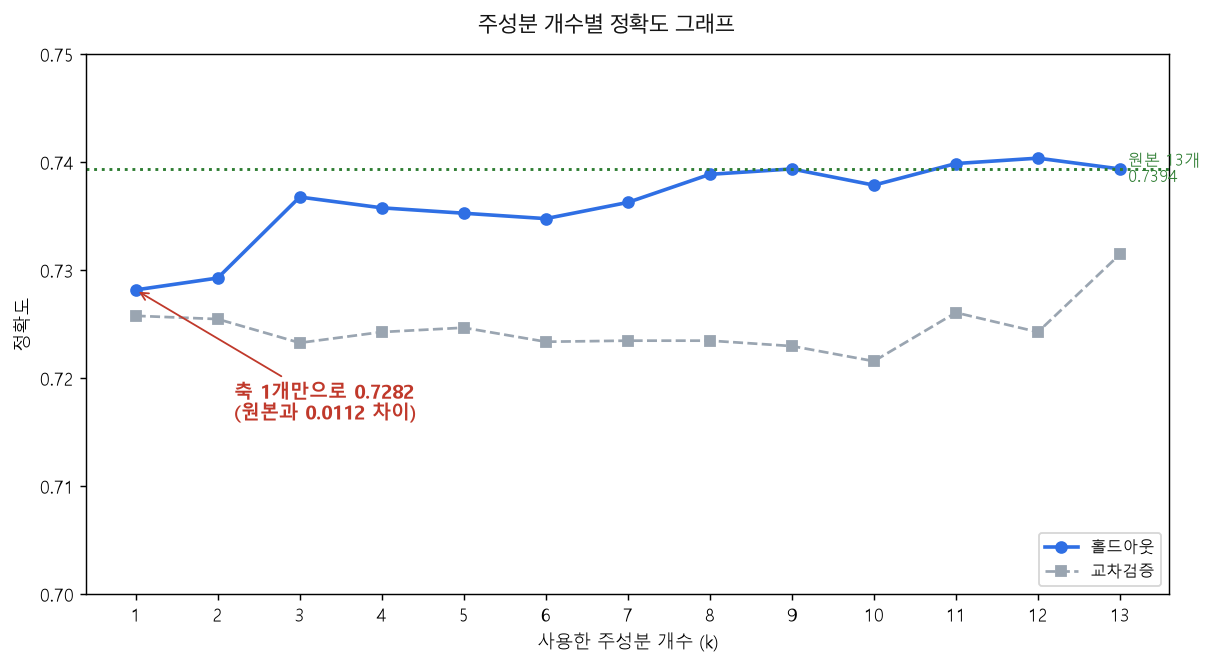 주성분 개수별 정확도 그래프
0.75
0.74
0.73
0.72
0.71
0.70
정확도
원본 13개
0.7394
축 1개만으로 0.7282
(원본과 0.0112 차이)
홀드아웃
교차검증
1 2 3 4 5 6 7 8 9 10 11 12 13
사용한 주성분 개수 (k)